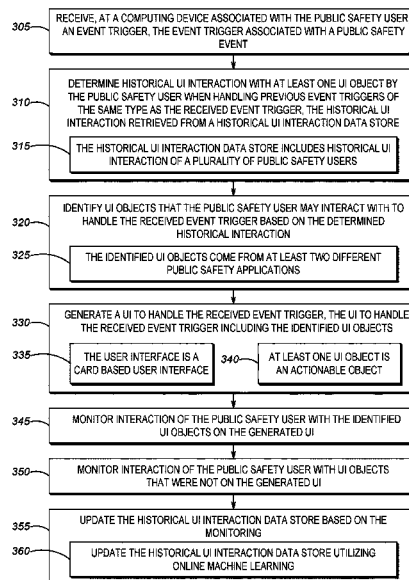 305
RECEIVE, AT A COMPUTING DEVICE ASSOCIATED WITH THE PUBLIC SAFETY USER
AN EVENT TRIGGER, THE EVENT TRIGGER ASSOCIATED WITH A PUBLIC SAFETY
EVENT
310
DETERMINE HISTORICAL UI INTERACTION WITH AT LEAST ONE UI OBJECT BY
THE PUBLIC SAFETY USER WHEN HANDLING PREVIOUS EVENT TRIGGERS OF
THE SAME TYPE AS THE RECEIVED EVENT TRIGGER, THE HISTORICAL UI
INTERACTION RETRIEVED FROM A HISTORICAL UI INTERACTION DATA STORE
315
THE HISTORICAL UI INTERACTION DATA STORE INCLUDES HISTORICAL UI
INTERACTION OF A PLURALITY OF PUBLIC SAFETY USERS
320
IDENTIFY UI OBJECTS THAT THE PUBLIC SAFETY USER MAY INTERACT WITH TO
HANDLE THE RECEIVED EVENT TRIGGER BASED ON THE DETERMINED
HISTORICAL INTERACTION
325
THE IDENTIFIED UI OBJECTS COME FROM AT LEAST TWO DIFFERENT
PUBLIC SAFETY APPLICATIONS
330
GENERATE A UI TO HANDLE THE RECEIVED EVENT TRIGGER, THE UI TO HANDLE
THE RECEIVED EVENT TRIGGER INCLUDING THE IDENTIFIED UI OBJECTS
335
THE USER INTERFACE IS A
CARD BASED USER INTERFACE
340
AT LEAST ONE UI OBJECT IS
AN ACTIONABLE OBJECT
345
MONITOR INTERACTION OF THE PUBLIC SAFETY USER WITH THE IDENTIFIED
UI OBJECTS ON THE GENERATED UI
350
MONITOR INTERACTION OF THE PUBLIC SAFETY USER WITH UI OBJECTS
THAT WERE NOT ON THE GENERATED UI
355
UPDATE THE HISTORICAL UI INTERACTION DATA STORE BASED ON THE
MONITORING
360
UPDATE THE HISTORICAL UI INTERACTION DATA STORE UTILIZING
ONLINE MACHINE LEARNING